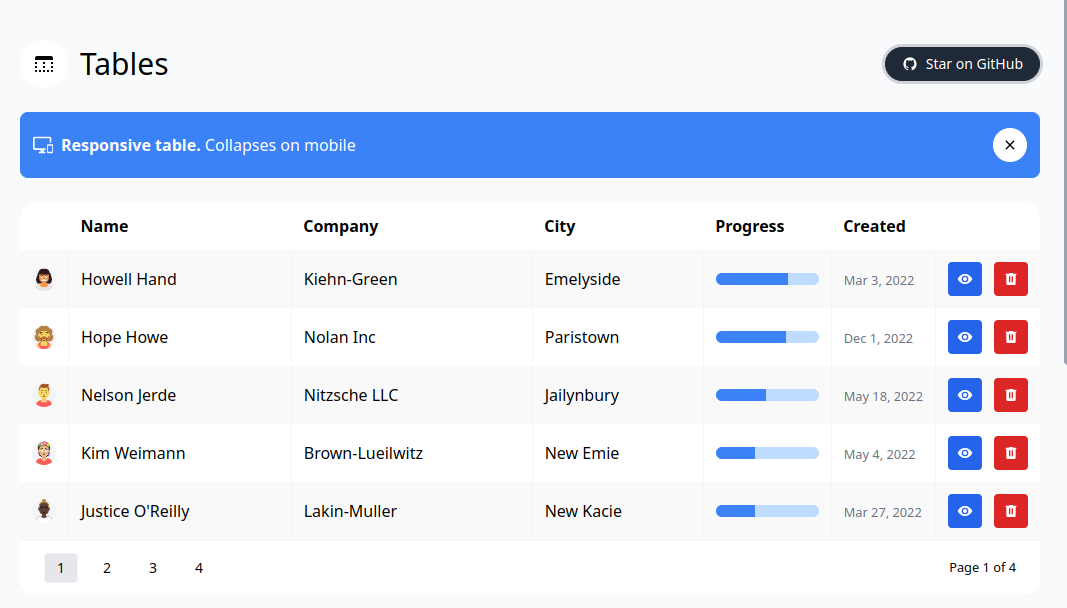 Tables
Star on GitHub
Responsive table. Collapses on mobile
Name Company City Progress Created
Howell Hand Kiehn-Green Emelyside Mar 3, 2022
Hope Howe Nolan Inc Paristown Dec 1, 2022
Nelson Jerde Nitzsche LLC Jailynbury May 18, 2022
Kim Weimann Brown-Lueilwitz New Emie May 4, 2022
Justice O'Reilly Lakin-Muller New Kacie Mar 27, 2022
1 2 3 4 Page 1 of 4